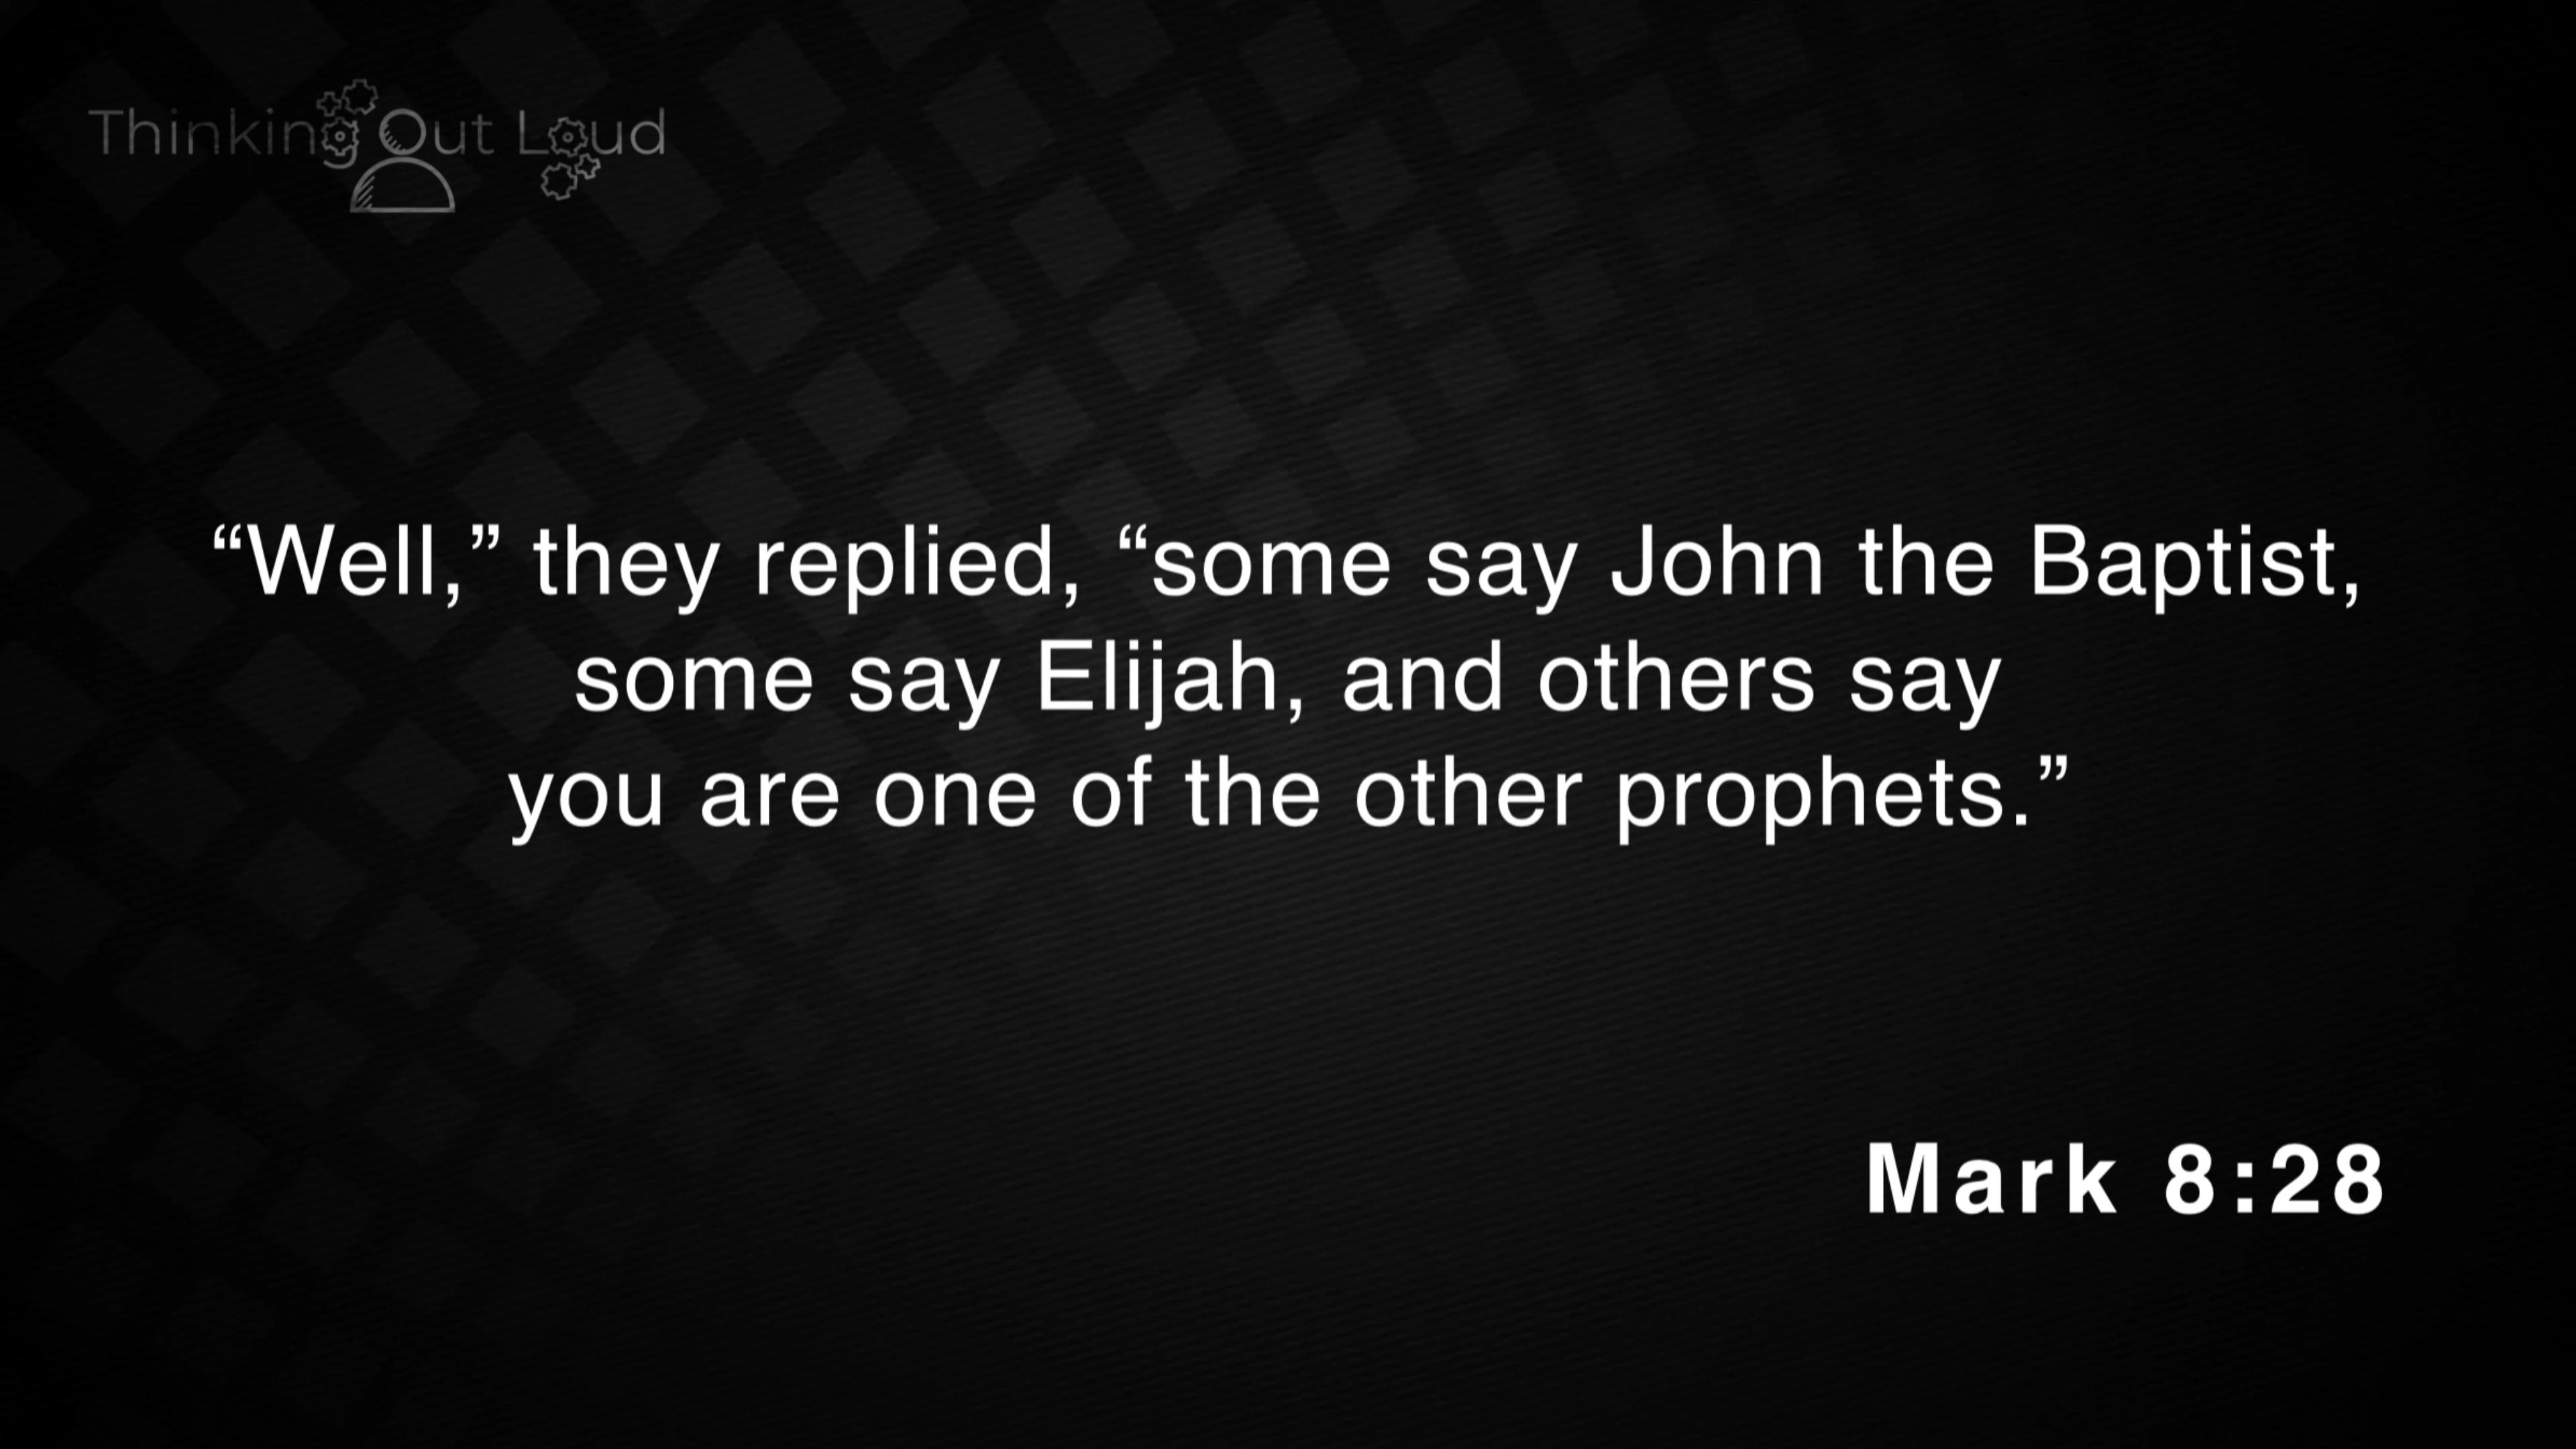 Thinking Out Loud
“Well,” they replied, “some say John the Baptist,
some say Elijah, and others say
you are one of the other prophets.”
Mark 8:28